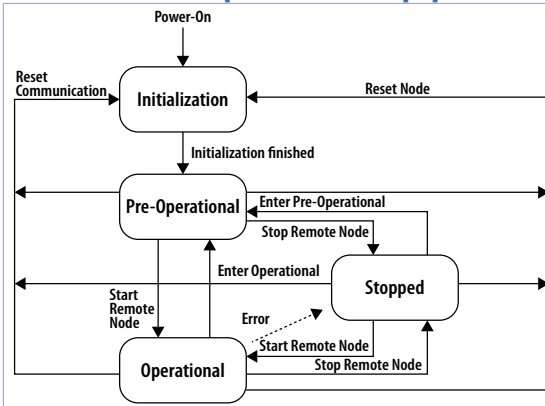 Power-On
Reset
Communication
Initialization
Reset Node
Initialization finished
Pre-Operational
Enter Pre-Operational
Stop Remote Node
Enter Operational
Stopped
Start
Remote
Node
Error
Start Remote Node
Operational
Stop Remote Node